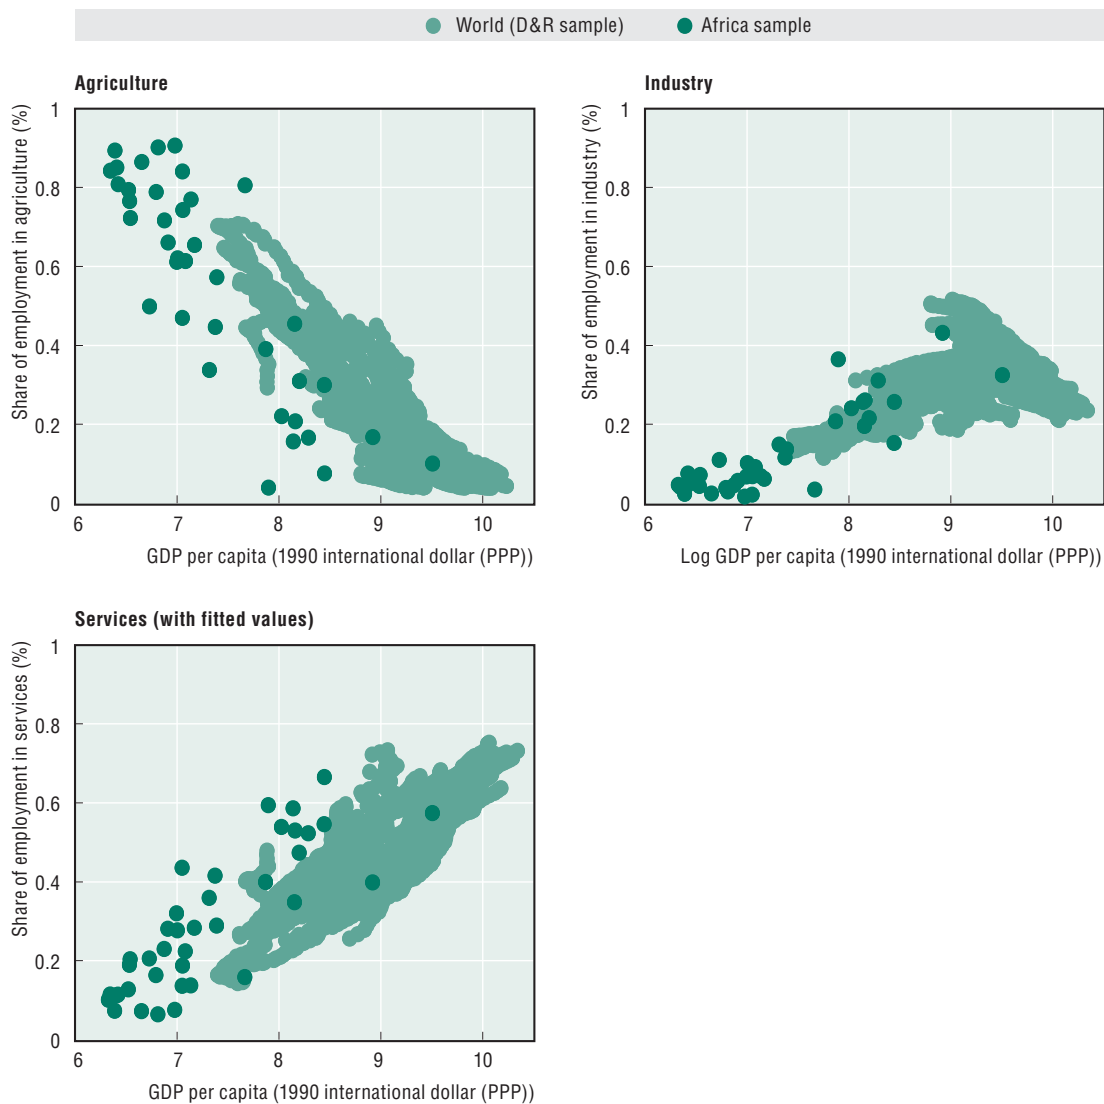 World (D&R sample) Africa sample
Agriculture
Share of employment in agriculture (%)
1
0.8
0.6
0.4
0.2
0
6 7 8 9 10
GDP per capita (1990 international dollar (PPP))
Industry
Share of employment in industry (%)
1
0.8
0.6
0.4
0.2
0
6 7 8 9 10
Log GDP per capita (1990 international dollar (PPP))
Services (with fitted values)
Share of employment in services (%)
1
0.8
0.6
0.4
0.2
0
6 7 8 9 10
GDP per capita (1990 international dollar (PPP))